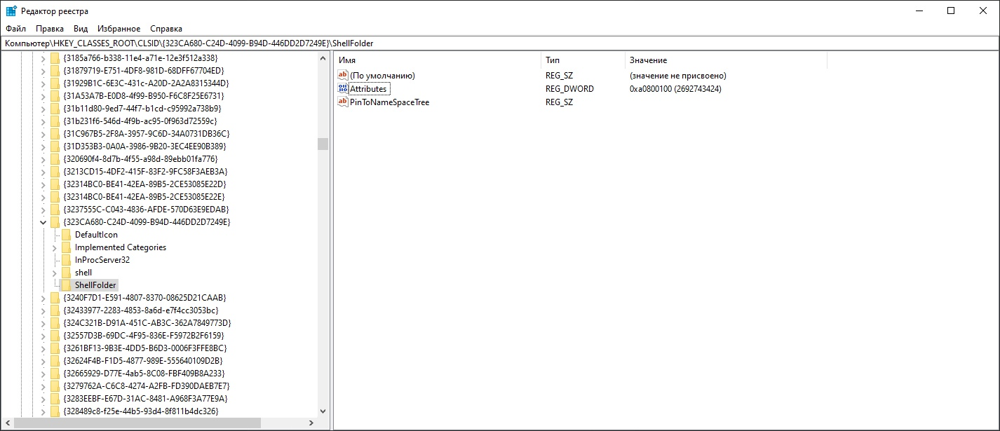 Редактор реестра
Файл Правка Вид Избранное Справка
Компьютер\HKEY_CLASSES_ROOT\CLSID\{323CA680-C24D-4099-B94D-446DD2D7249E}\ShellFolder
{3185a766-b338-11e4-a71e-12e3f512a338}
{31879719-E751-4DF8-981D-68DFF67704ED}
{31929B1C-6E3C-431c-A20D-2A2A8315344D}
{31A53A7B-E0D8-4f99-B950-F6C8F25E6731}
{31b11d80-9ed7-44f7-b1cd-c95992a738b9}
{31b231f6-546d-4f9b-ac95-0f963d72559c}
{31C967B5-2F8A-3957-9C6D-34A0731DB36C}
{31D353B3-0A0A-3986-9B20-3EC4EE90B389}
{320690f4-8d7b-4f55-a98d-89ebb01fa776}
{3213CD15-4DF2-415F-83F2-9FC58F3AEB3A}
{32314BC0-BE41-42EA-89B5-2CE53085E22D}
{32314BC0-BE41-42EA-89B5-2CE53085E22E}
{3237555C-C043-4836-AFDE-570D63E9EDAB}
{323CA680-C24D-4099-B94D-446DD2D7249E}
DefaultIcon
Implemented Categories
InProcServer32
shell
ShellFolder
{3240F7D1-E591-4807-8370-08625D21CAAB}
{32433977-2283-4853-8a6d-e7f4cc3053bc}
{324C321B-D91A-451C-AB3C-362A7849773D}
{32557D3B-69DC-4F95-836E-F5972B2F6159}
{3261BF13-9B3E-4DD5-B6D3-0006F3FFE8BC}
{32624F4B-F1D5-4877-989E-555640109D2B}
{32665929-D77E-4ab5-8C08-FBF409B8A233}
{3279762A-C6C8-4274-A2FB-FD390DAEB7E7}
{3283EEBF-E67D-31AC-8481-A968F3A77E9A}
{328489c8-f25e-44b5-93d4-8f811b4dc326}
Имя Тип Значение
(По умолчанию) REG_SZ (значение не присвоено)
Attributes REG_DWORD 0xa0800100 (2692743424)
PinToNameSpaceTree REG_SZ